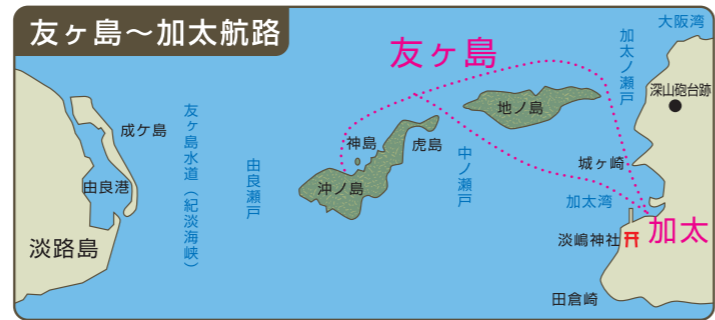 友ヶ島～加太航路
大阪湾
友ヶ島
加太ノ瀬戸
深山砲台跡
地ノ島
成ケ島
友ヶ島水道（紀淡海峡）
神島
虎島
由良瀬戸
中ノ瀬戸
城ヶ崎
由良港
沖ノ島
加太湾
淡路島
淡嶋神社
加太
田倉崎